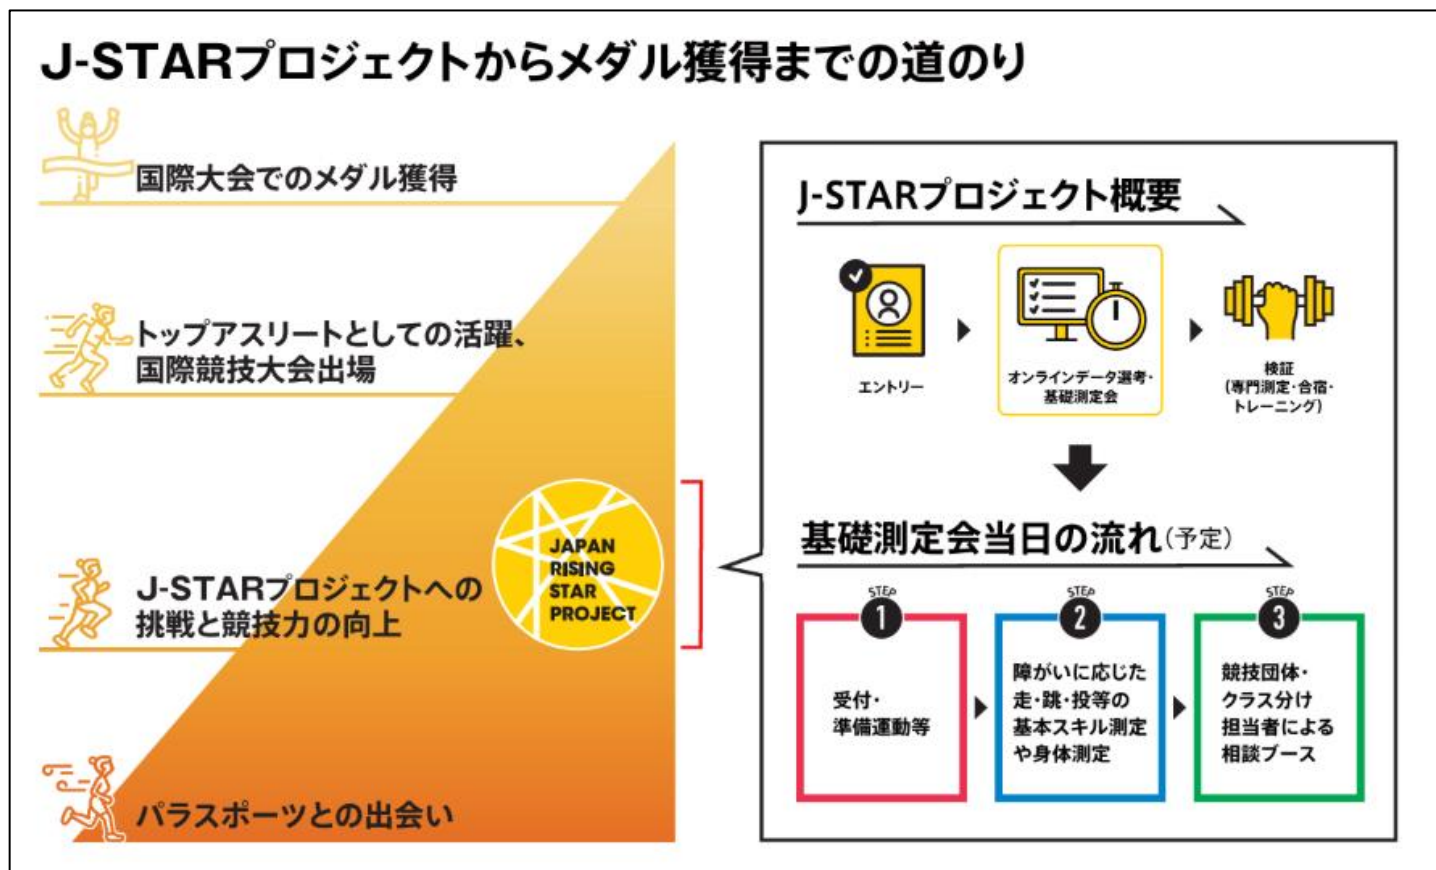 J-STARプロジェクトからメダル獲得までの道のり
国際大会でのメダル獲得
トップアスリートとしての活躍、
国際競技大会出場
J-STARプロジェクトへの
挑戦と競技力の向上
パラスポーツとの出会い
JAPAN
RISING
STAR
PROJECT
J-STARプロジェクト概要
エントリー
オンラインデータ選考・
基礎測定会
検証
(専門測定・合宿・
トレーニング)
基礎測定会当日の流れ(予定)
STEP
1
受付・
準備運動等
STEP
2
障がいに応じた
走・跳・投等の
基本スキル測定
や身体測定
STEP
3
競技団体・
クラス分け
担当者による
相談ブース